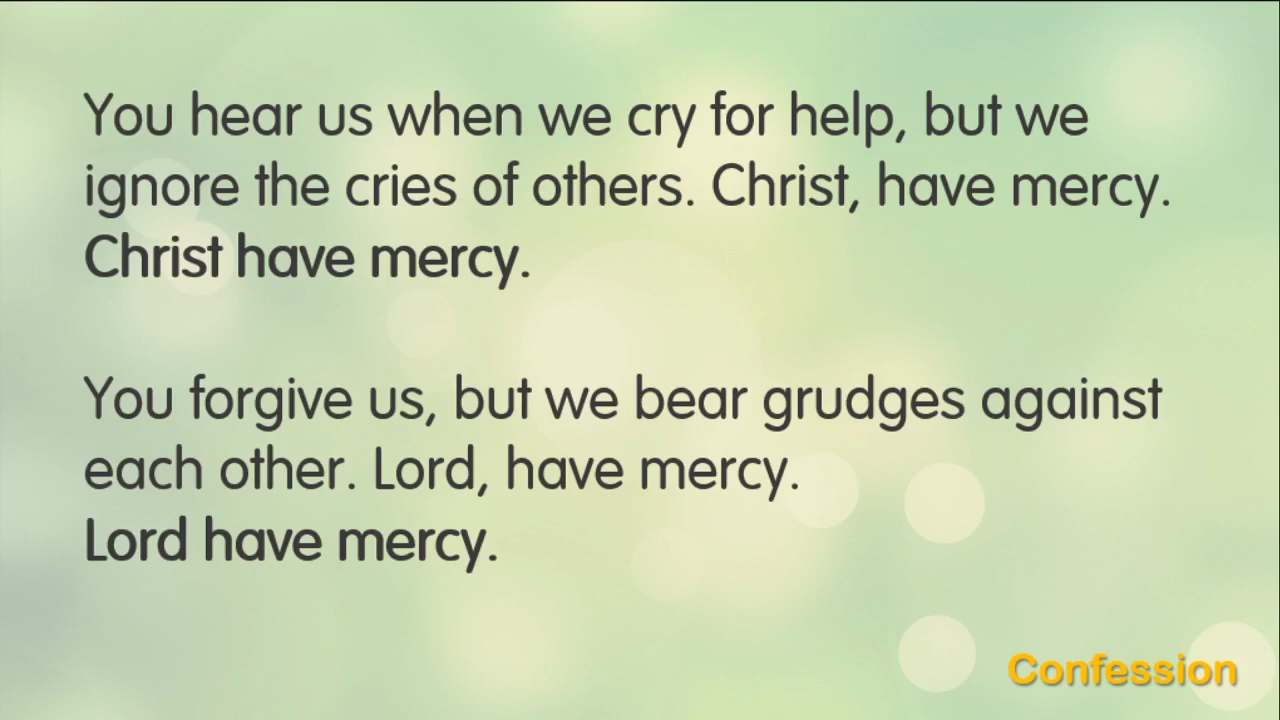 You hear us when we cry for help, but we
ignore the cries of others. Christ, have mercy.
Christ have mercy.
You forgive us, but we bear grudges against
each other. Lord, have mercy.
Lord have mercy.
Confession